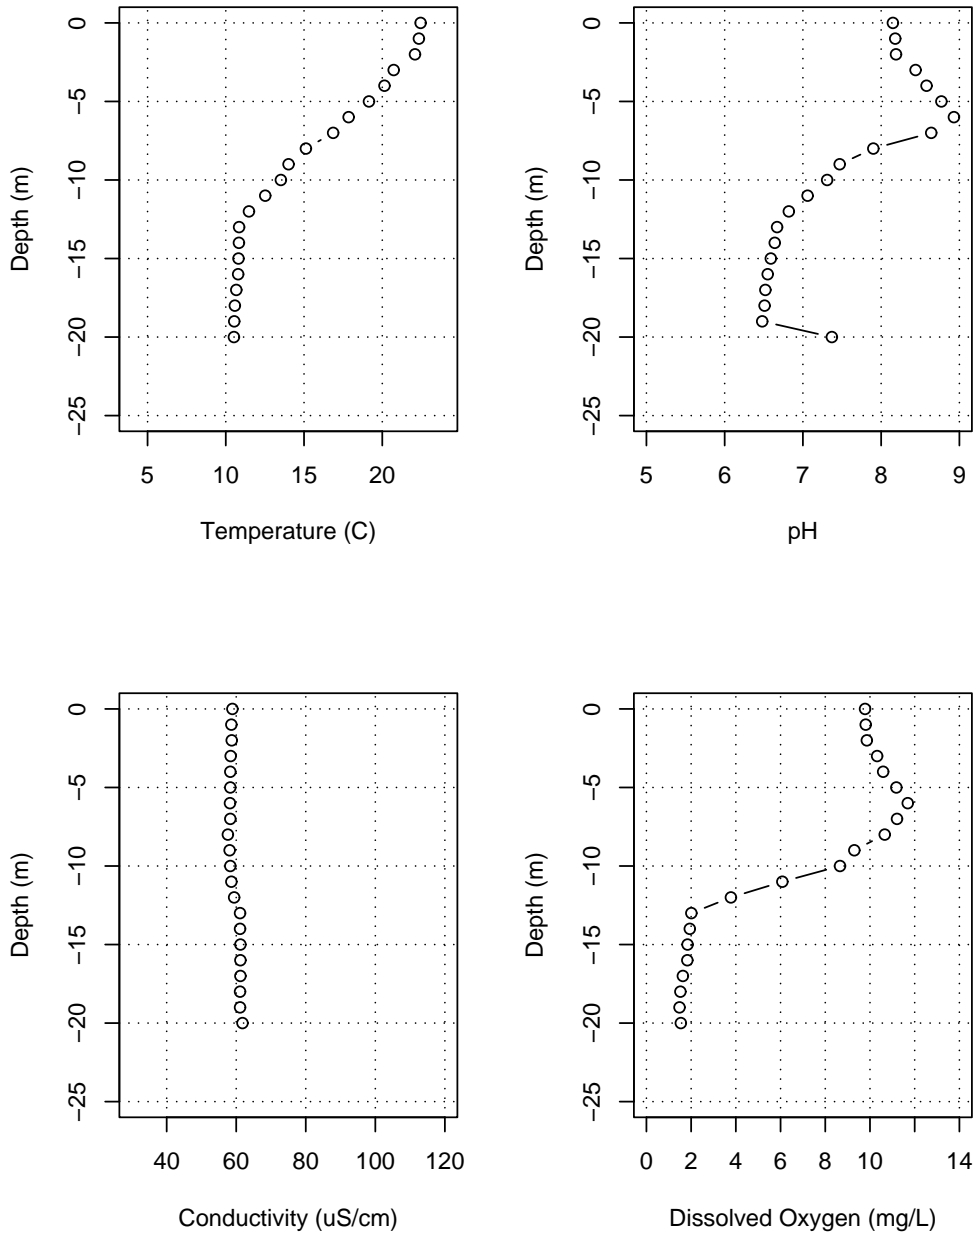 0
−5
−10
−15
−20
−25
Depth (m)
5 10 15 20
Temperature (C)
0
−5
−10
−15
−20
−25
Depth (m)
5 6 7 8 9
pH
0
−5
−10
−15
−20
−25
Depth (m)
40 60 80 100 120
Conductivity (uS/cm)
0
−5
−10
−15
−20
−25
Depth (m)
0 2 4 6 8 10 14
Dissolved Oxygen (mg/L)